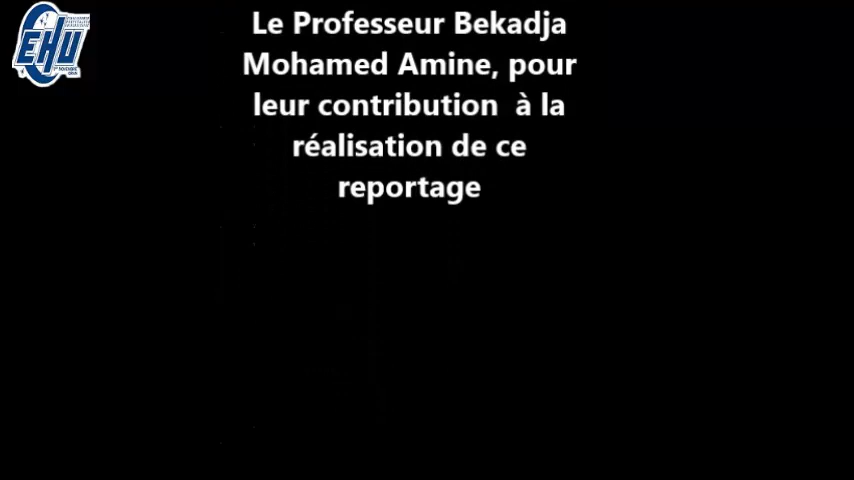 EHU
Le Professeur Bekadja
Mohamed Amine, pour
leur contribution à la
réalisation de ce
reportage